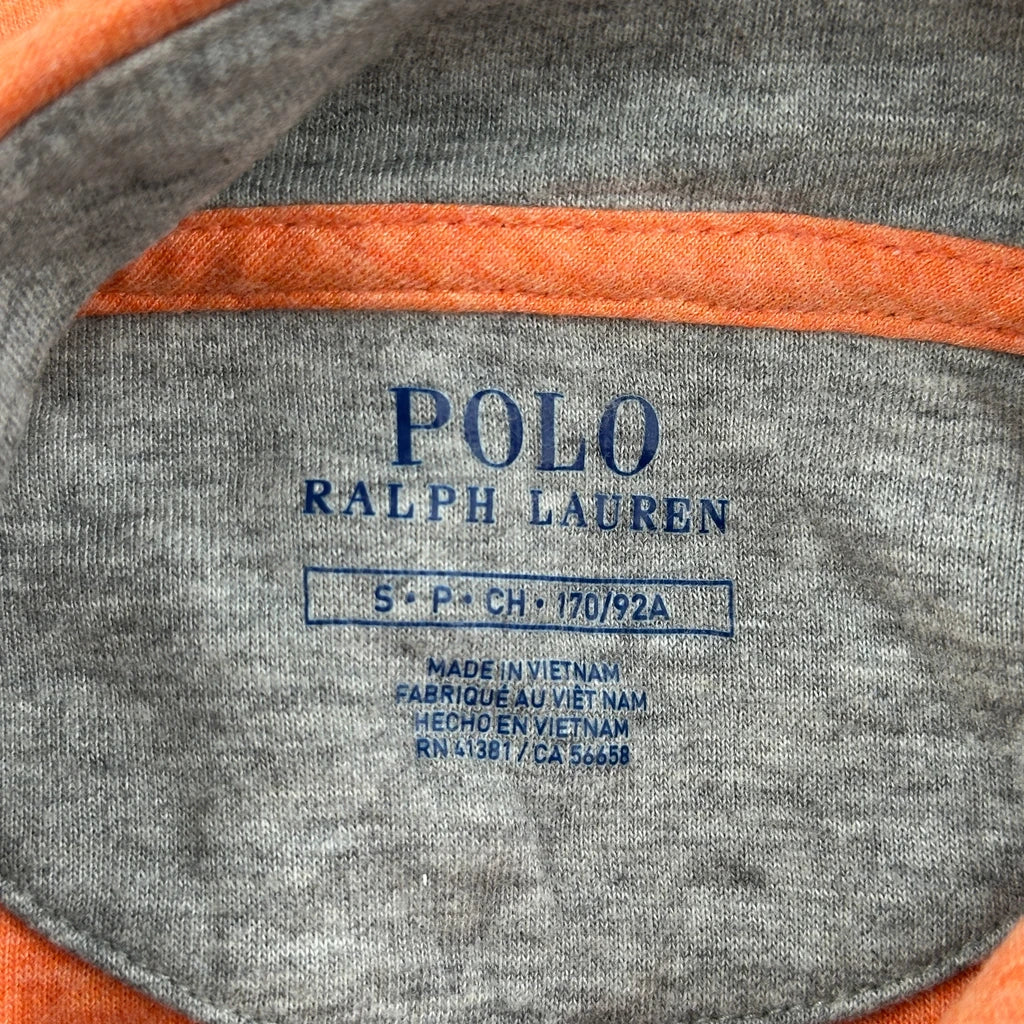 POLO
RALPH LAUREN
S • P • CH • 170/92A
MADE IN VIETNAM
FABRIQUÉ AU VIÊT NAM
HECHO EN VIETNAM
RN 41381 / CA 56658